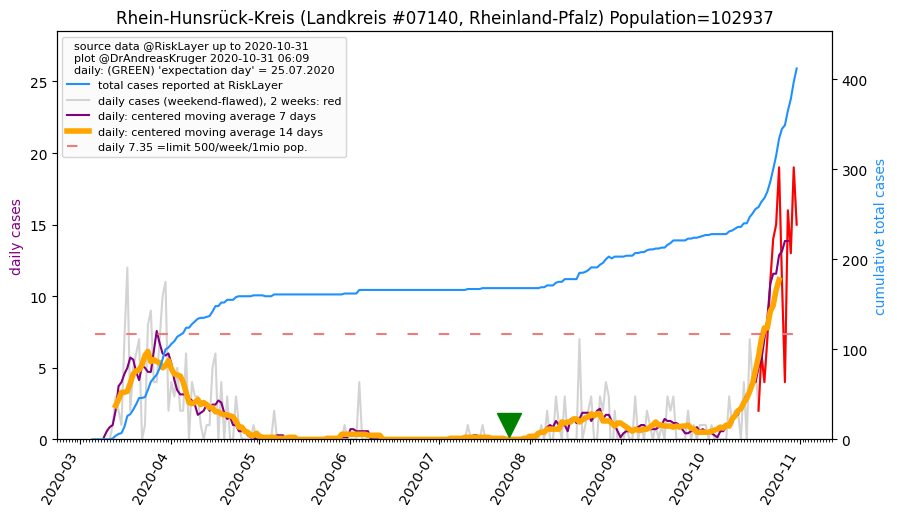 Rhein-Hunsrück-Kreis (Landkreis #07140, Rheinland-Pfalz) Population=102937
source data @RiskLayer up to 2020-10-31
plot @DrAndreasKruger 2020-10-31 06:09
daily: (GREEN) 'expectation day' = 25.07.2020
total cases reported at RiskLayer
daily cases (weekend-flawed), 2 weeks: red
daily: centered moving average 7 days
daily: centered moving average 14 days
daily 7.35 =limit 500/week/1mio pop.
daily cases
25
20
15
10
5
0
cumulative total cases
400
300
200
100
0
2020-03
2020-04
2020-05
2020-06
2020-07
2020-08
2020-09
2020-10
2020-11